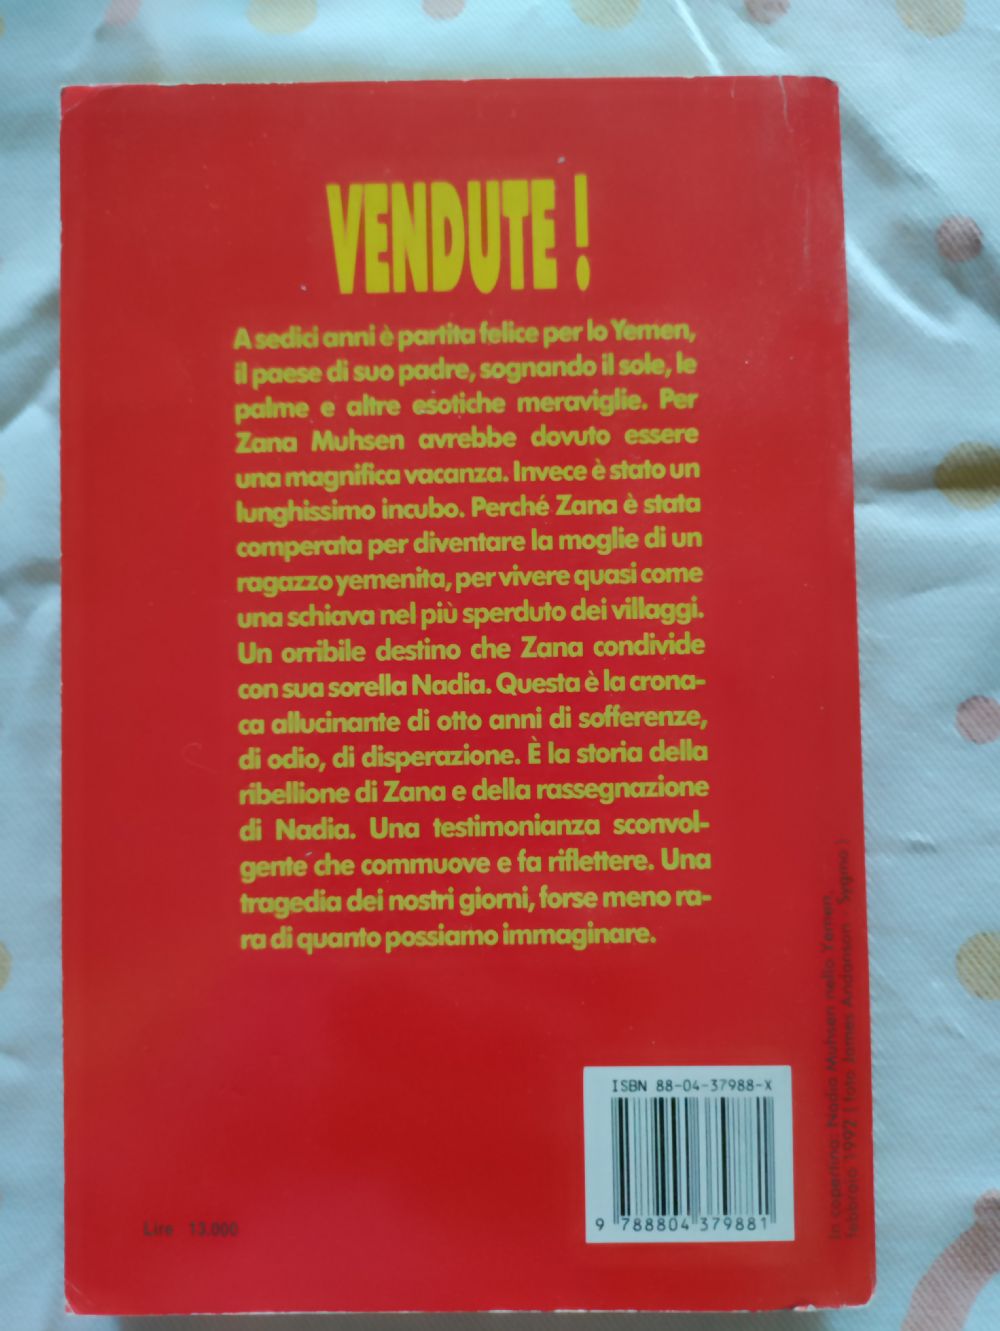 VENDUTE !
A sedici anni è partita felice per lo Yemen,
il paese di suo padre, sognando il sole, le
palme e altre esotiche meraviglie. Per
Zana Muhsen avrebbe dovuto essere
una magnifica vacanza. Invece è stato un
lunghissimo incubo. Perché Zana è stata
comperata per diventare la moglie di un
ragazzo yemenita, per vivere quasi come
una schiava nel più sperduto dei villaggi.
Un orribile destino che Zana condivide
con sua sorella Nadia. Questa è la crona-
ca allucinante di otto anni di sofferenze,
di odio, di disperazione. È la storia della
ribellione di Zana e della rassegnazione
di Nadia. Una testimonianza sconvol-
gente che commuove e fa riflettere. Una
tragedia dei nostri giorni, forse meno ra-
ra di quanto possiamo immaginare.
In copertina: Nadia Muhsen nello Yemen,
febbraio 1992 ( foto James Andanson - Sygma )
ISBN 88-04-37988-X
9 788804 379881
Lire 13.000